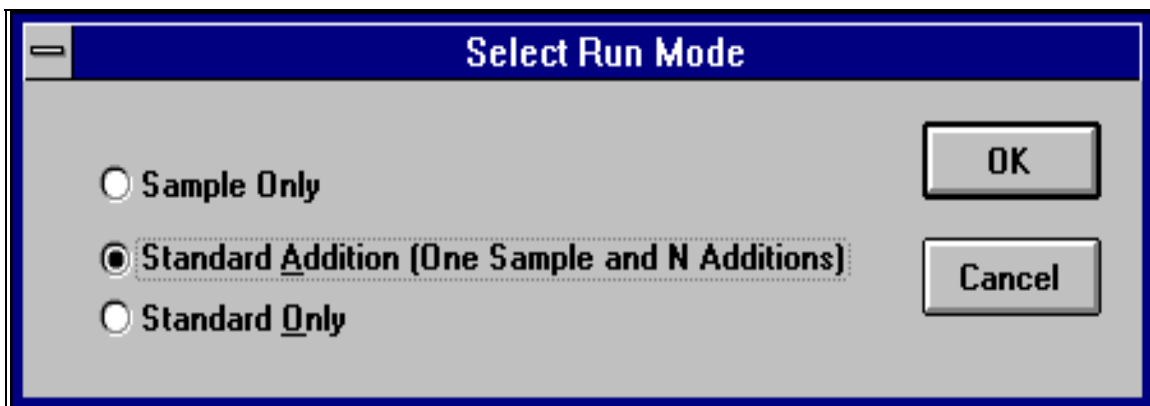 Select Run Mode
Sample Only
OK
Standard Addition (One Sample and N Additions)
Cancel
Standard Only